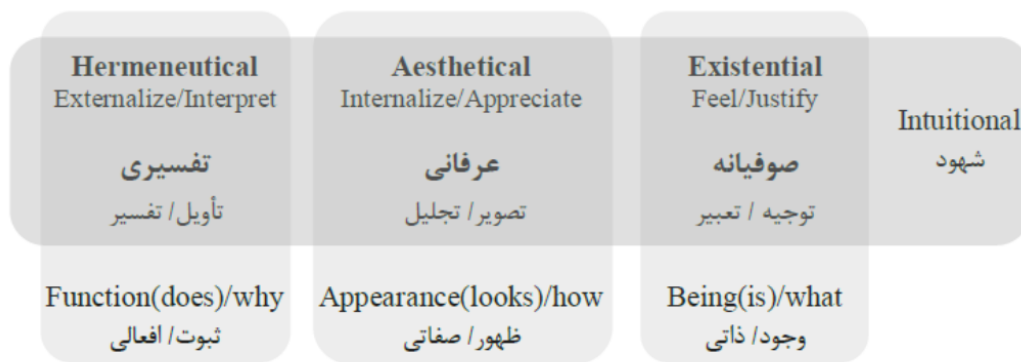 Hermeneutical
Externalize/Interpret
تفسیری
تأویل/ تفسیر
Function(does)/why
ثبوت/ افعالی
Aesthetical
Internalize/Appreciate
عرفانی
تصویر/ تجلیل
Appearance(looks)/how
ظهور/ صفاتی
Existential
Feel/Justify
صوفیانه
توجیه / تعبیر
Being(is)/what
وجود/ ذاتی
Intuitional
شهود